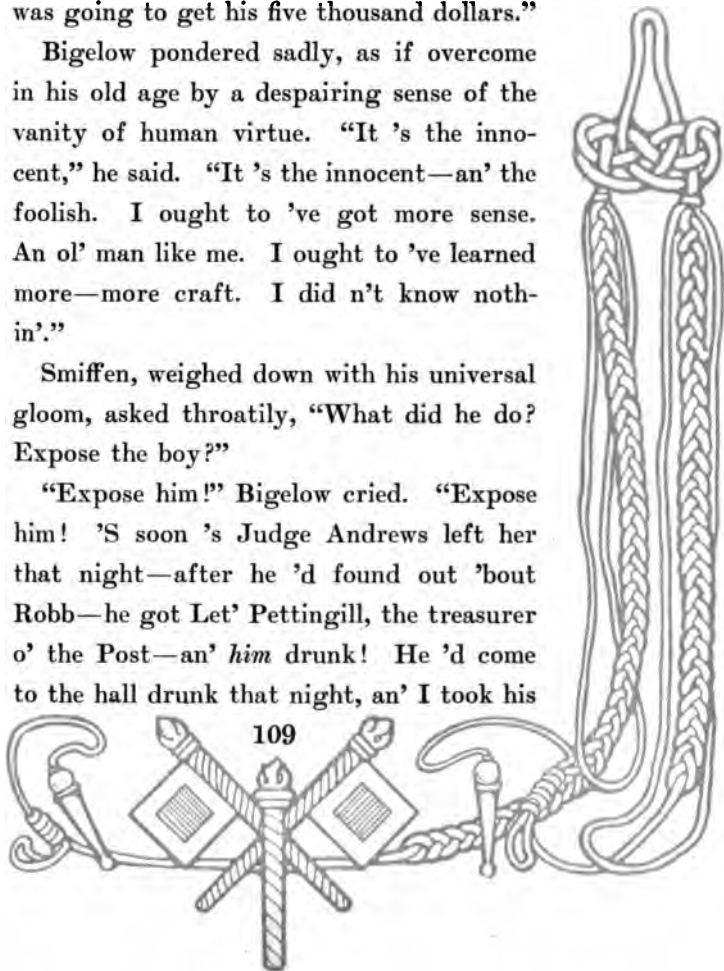 was going to get his five thousand dollars.”
Bigelow pondered sadly, as if overcome
in his old age by a despairing sense of the
vanity of human virtue. “It ’s the inno-
cent,” he said. “It ’s the innocent—an’ the
foolish. I ought to ’ve got more sense.
An ol’ man like me. I ought to ’ve learned
more—more craft. I did n’t know noth-
in’.”
Smiffen, weighed down with his universal
gloom, asked throatily, “What did he do?
Expose the boy?”
“Expose him!” Bigelow cried. “Expose
him! ’S soon ’s Judge Andrews left her
that night—after he ’d found out ’bout
Robb—he got Let’ Pettingill, the treasurer
o’ the Post—an’ him drunk! He ’d come
to the hall drunk that night, an’ I took his
109